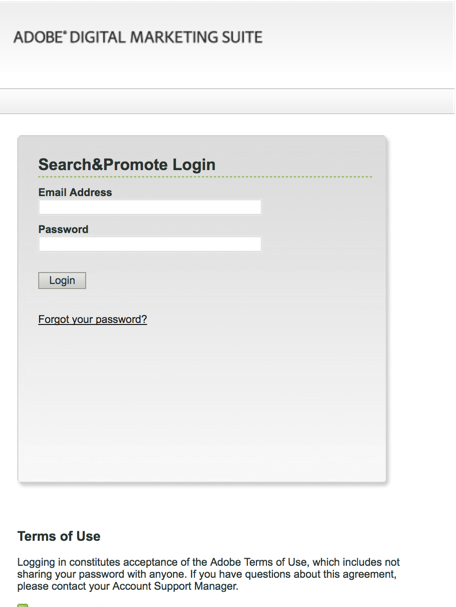 ADOBE® DIGITAL MARKETING SUITE
Search&Promote Login
Email Address
Password
Login
Forgot your password?
Terms of Use
Logging in constitutes acceptance of the Adobe Terms of Use, which includes not
sharing your password with anyone. If you have questions about this agreement,
please contact your Account Support Manager.